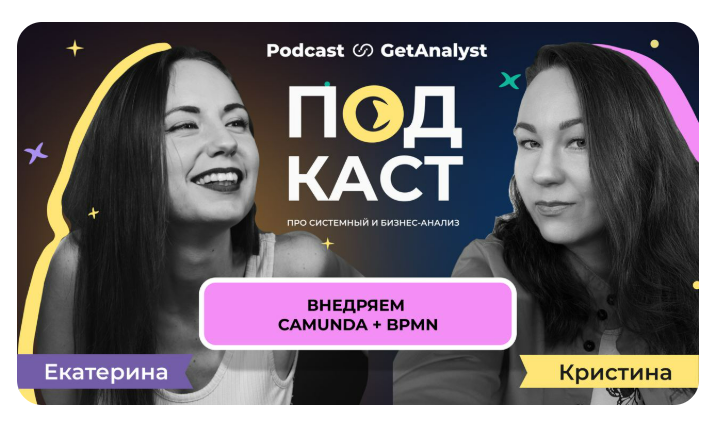 Podcast GetAnalyst
ПОД
КАСТ
ПРО СИСТЕМНЫЙ И БИЗНЕС-АНАЛИЗ
ВНЕДРЯЕМ
CAMUNDA + BPMN
Екатерина
Кристина